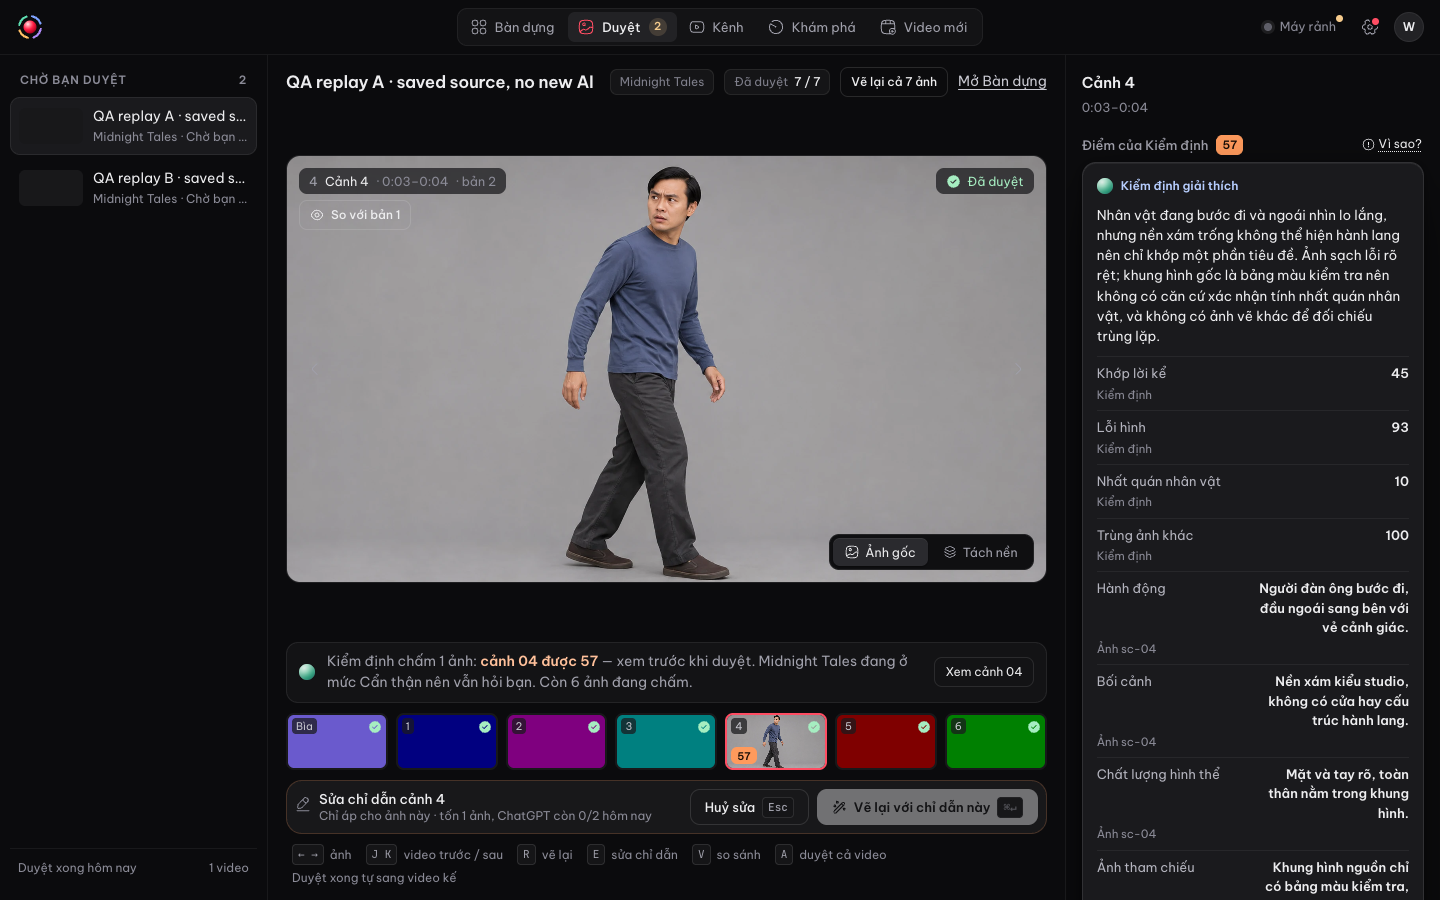 Bàn dựng
Duyệt 2
Kênh
Khám phá
Video mới
Máy rảnh
W
CHỜ BẠN DUYỆT 2
QA replay A · saved s...
Midnight Tales · Chờ bạn ...
QA replay B · saved s...
Midnight Tales · Chờ bạn ...
Duyệt xong hôm nay 1 video
QA replay A · saved source, no new AI
Midnight Tales
Đã duyệt 7 / 7
Vẽ lại cả 7 ảnh
Mở Bàn dựng
4 Cảnh 4 · 0:03–0:04 · bản 2
Đã duyệt
So với bản 1
Ảnh gốc
Tách nền
Kiểm định chấm 1 ảnh: cảnh 04 được 57 — xem trước khi duyệt. Midnight Tales đang ở
mức Cẩn thận nên vẫn hỏi bạn. Còn 6 ảnh đang chấm.
Xem cảnh 04
Bìa
1
2
3
4
57
5
6
Sửa chỉ dẫn cảnh 4
Chỉ áp cho ảnh này · tốn 1 ảnh, ChatGPT còn 0/2 hôm nay
Huỷ sửa Esc
Vẽ lại với chỉ dẫn này
← → ảnh
J K video trước / sau
R vẽ lại
E sửa chỉ dẫn
V so sánh
A duyệt cả video
Duyệt xong tự sang video kế
Cảnh 4
0:03–0:04
Điểm của Kiểm định 57
Vì sao?
Kiểm định giải thích
Nhân vật đang bước đi và ngoái nhìn lo lắng,
nhưng nền xám trống không thể hiện hành lang
nên chỉ khớp một phần tiêu đề. Ảnh sạch lỗi rõ
rệt; khung hình gốc là bảng màu kiểm tra nên
không có căn cứ xác nhận tính nhất quán nhân
vật, và không có ảnh vẽ khác để đối chiếu
trùng lặp.
Khớp lời kể 45
Kiểm định
Lỗi hình 93
Kiểm định
Nhất quán nhân vật 10
Kiểm định
Trùng ảnh khác 100
Kiểm định
Hành động
Người đàn ông bước đi,
đầu ngoái sang bên với
vẻ cảnh giác.
Ảnh sc-04
Bối cảnh
Nền xám kiểu studio,
không có cửa hay cấu
trúc hành lang.
Ảnh sc-04
Chất lượng hình thể
Mặt và tay rõ, toàn
thân nằm trong khung
hình.
Ảnh sc-04
Ảnh tham chiếu
Khung hình nguồn chỉ
có bảng màu kiểm tra,